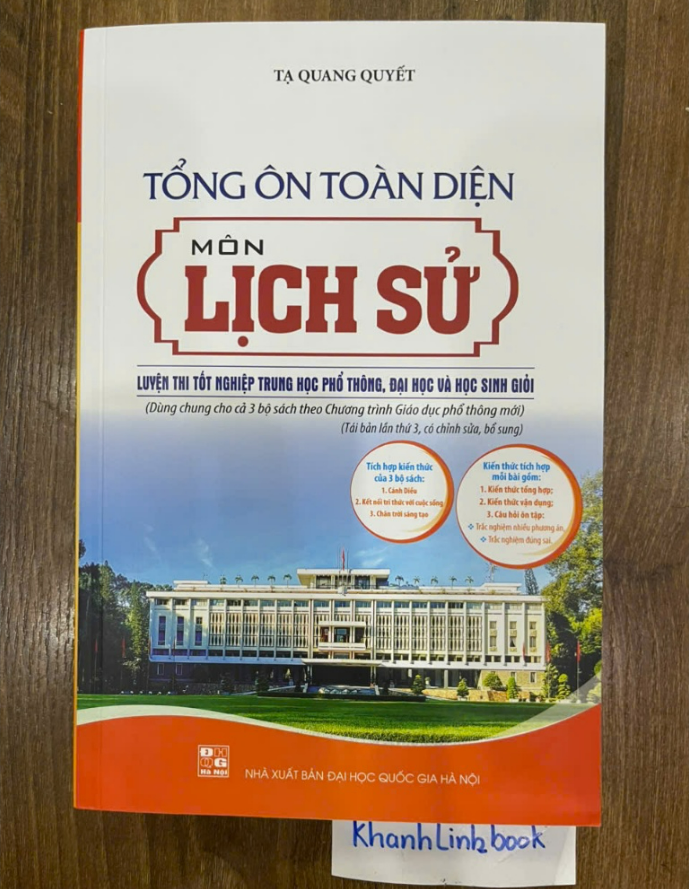 TẠ QUANG QUYẾT
TỔNG ÔN TOÀN DIỆN
MÔN
LỊCH SỬ
LUYỆN THI TỐT NGHIỆP TRUNG HỌC PHỔ THÔNG, ĐẠI HỌC VÀ HỌC SINH GIỎI
(Dùng chung cho cả 3 bộ sách theo Chương trình Giáo dục phổ thông mới)
(Tái bản lần thứ 3, có chỉnh sửa, bổ sung)
Tích hợp kiến thức
của 3 bộ sách:
1. Cánh Diều
2. Kết nối tri thức với cuộc sống
3. Chân trời sáng tạo
Kiến thức tích hợp
mỗi bài gồm:
1. Kiến thức tổng hợp;
2. Kiến thức vận dụng;
3. Câu hỏi ôn tập:
Trắc nghiệm nhiều phương án.
Trắc nghiệm đúng sai.
ĐH
QG
Hà Nội
NHÀ XUẤT BẢN ĐẠI HỌC QUỐC GIA HÀ NỘI
KhanhLinh2book